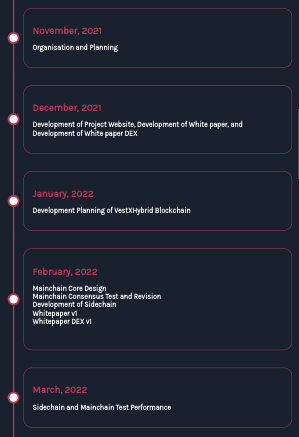 November, 2021
Organisation and Planning
December, 2021
Development of Project Website, Development of White paper, and
Development of White paper DEX
January, 2022
Development Planning of VestXHybrid Blockchain
February, 2022
Mainchain Core Design
Mainchain Consensus Test and Revision
Development of Sidechain
Whitepaper v1
Whitepaper DEX v1
March, 2022
Sidechain and Mainchain Test Performance